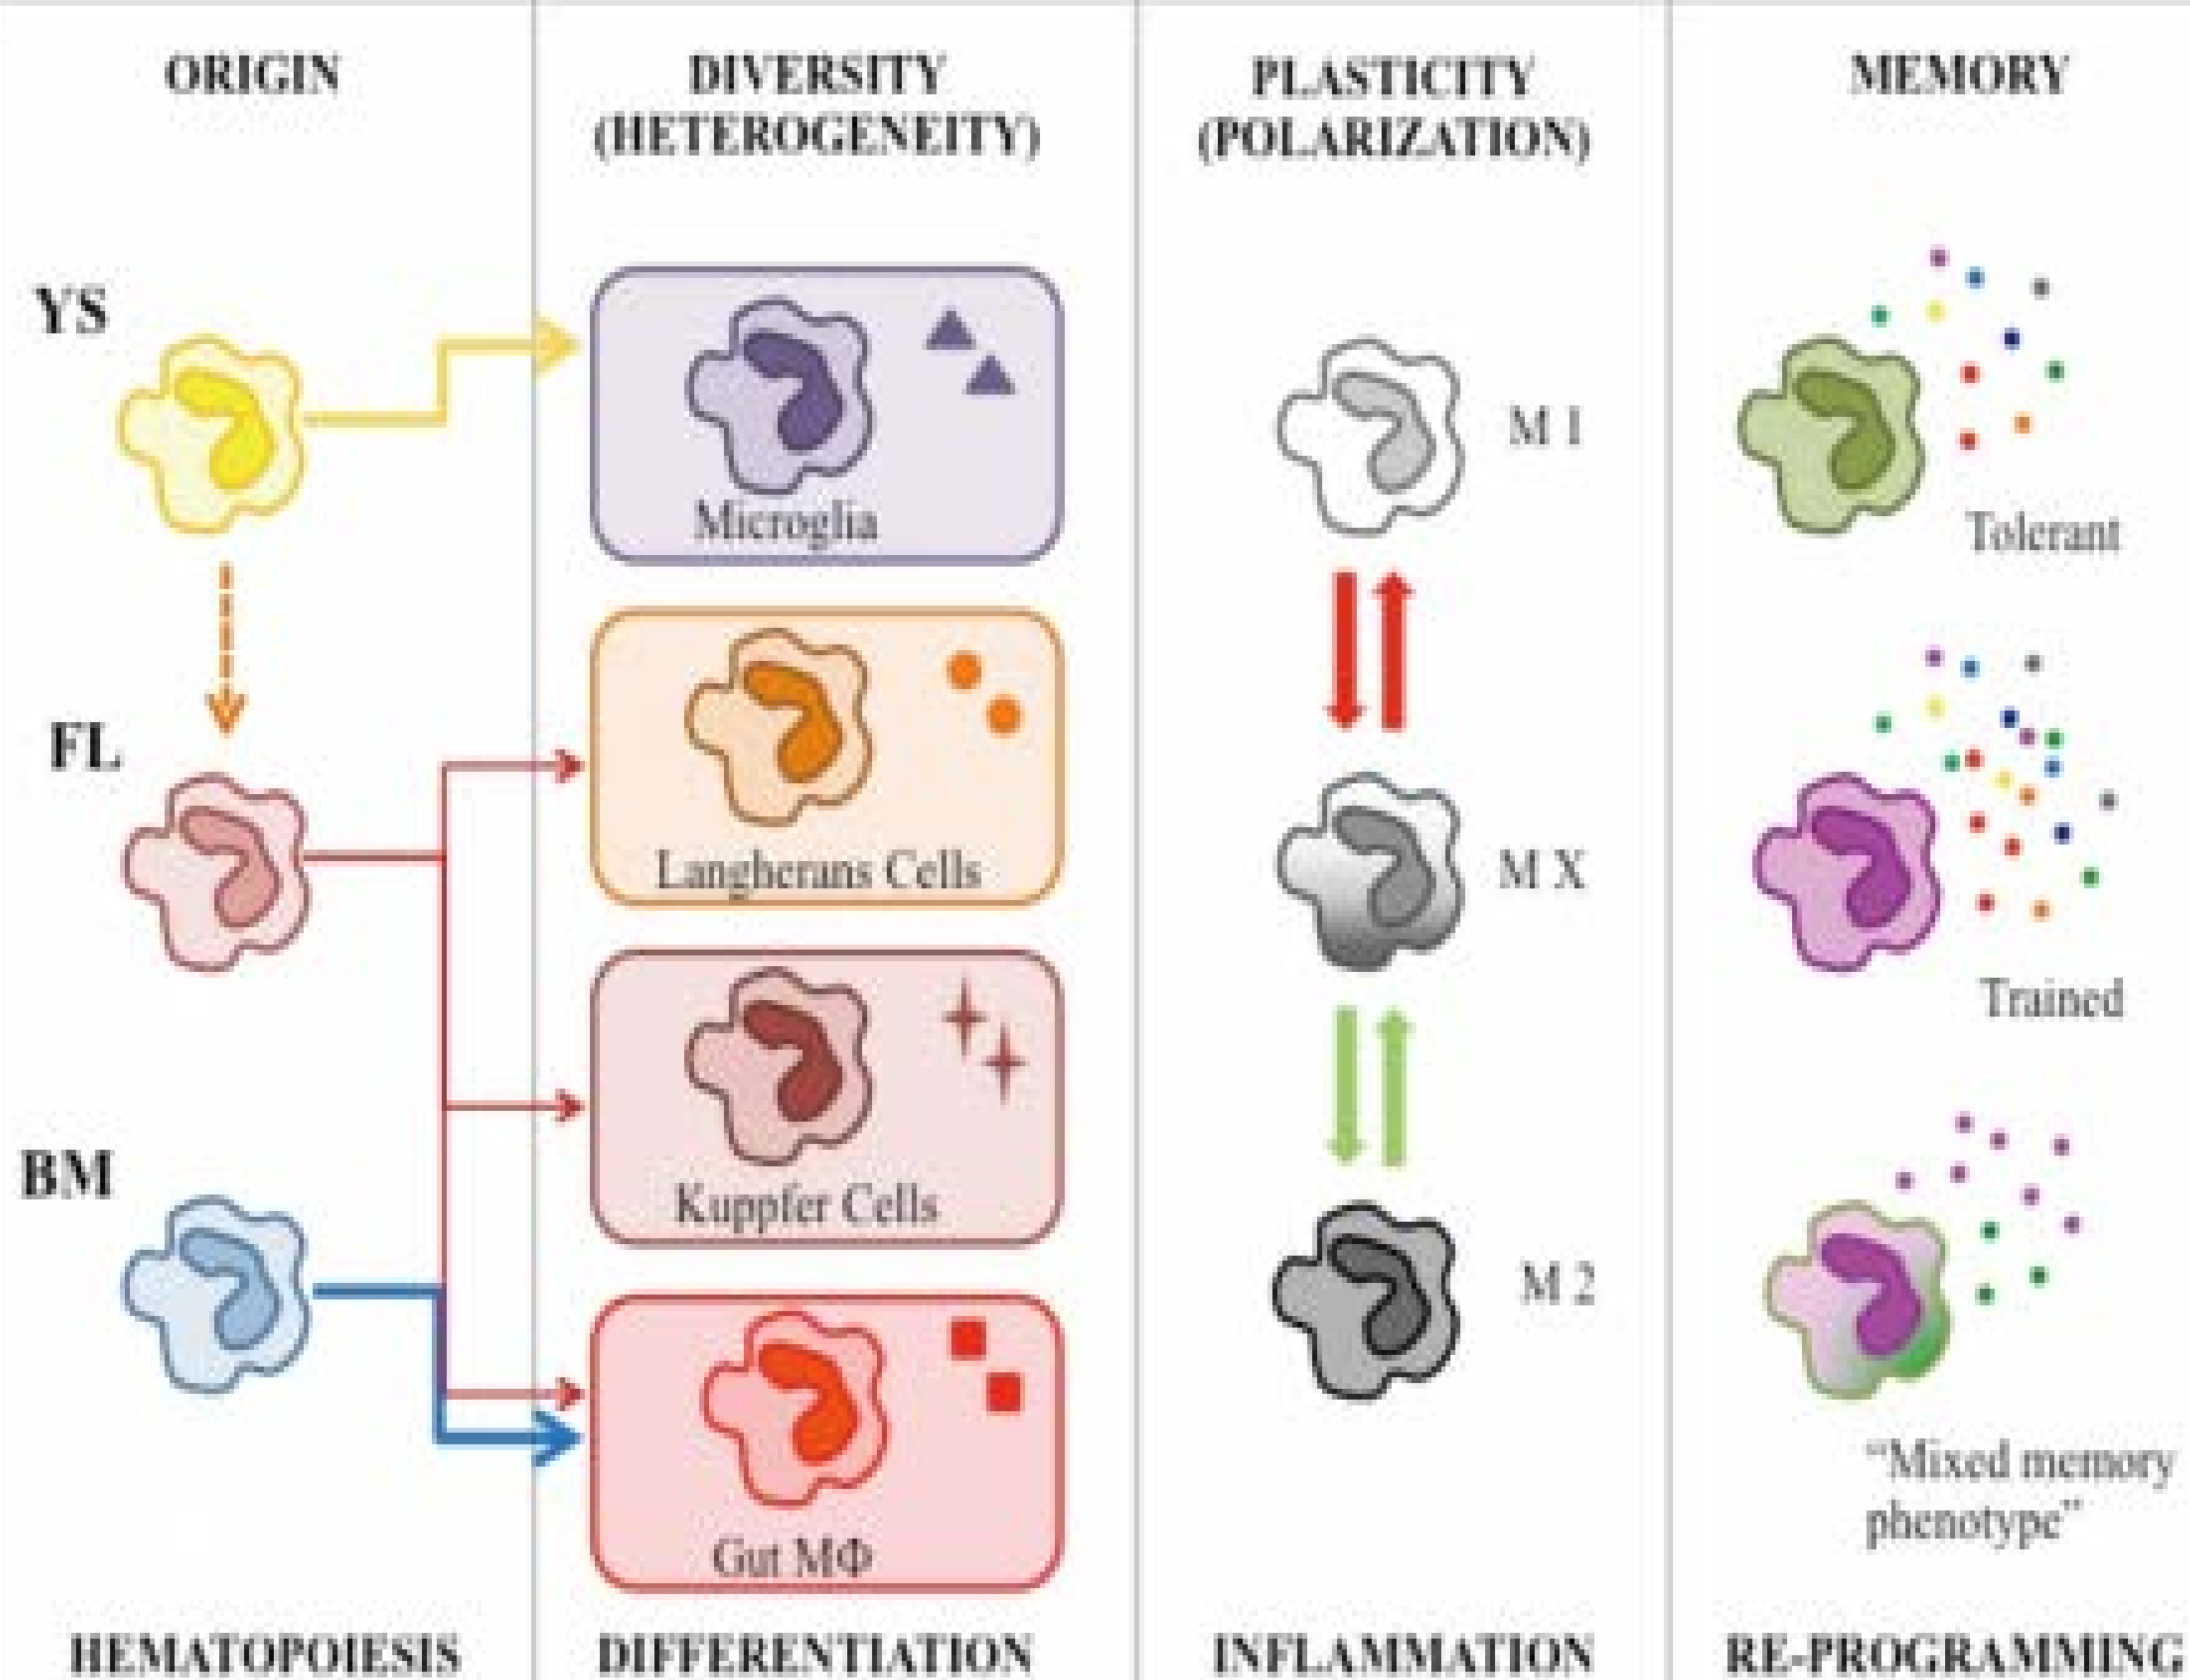 ORIGIN
DIVERSITY
(HETEROGENEITY)
PLASTICITY
(POLARIZATION)
MEMORY
YS
FL
BM
Microglia
Langherans Cells
Kuppfer Cells
Gut MΦ
M 1
M X
M 2
Tolerant
Trained
“Mixed memory
phenotype”
HEMATOPOIESIS
DIFFERENTIATION
INFLAMMATION
RE-PROGRAMMING